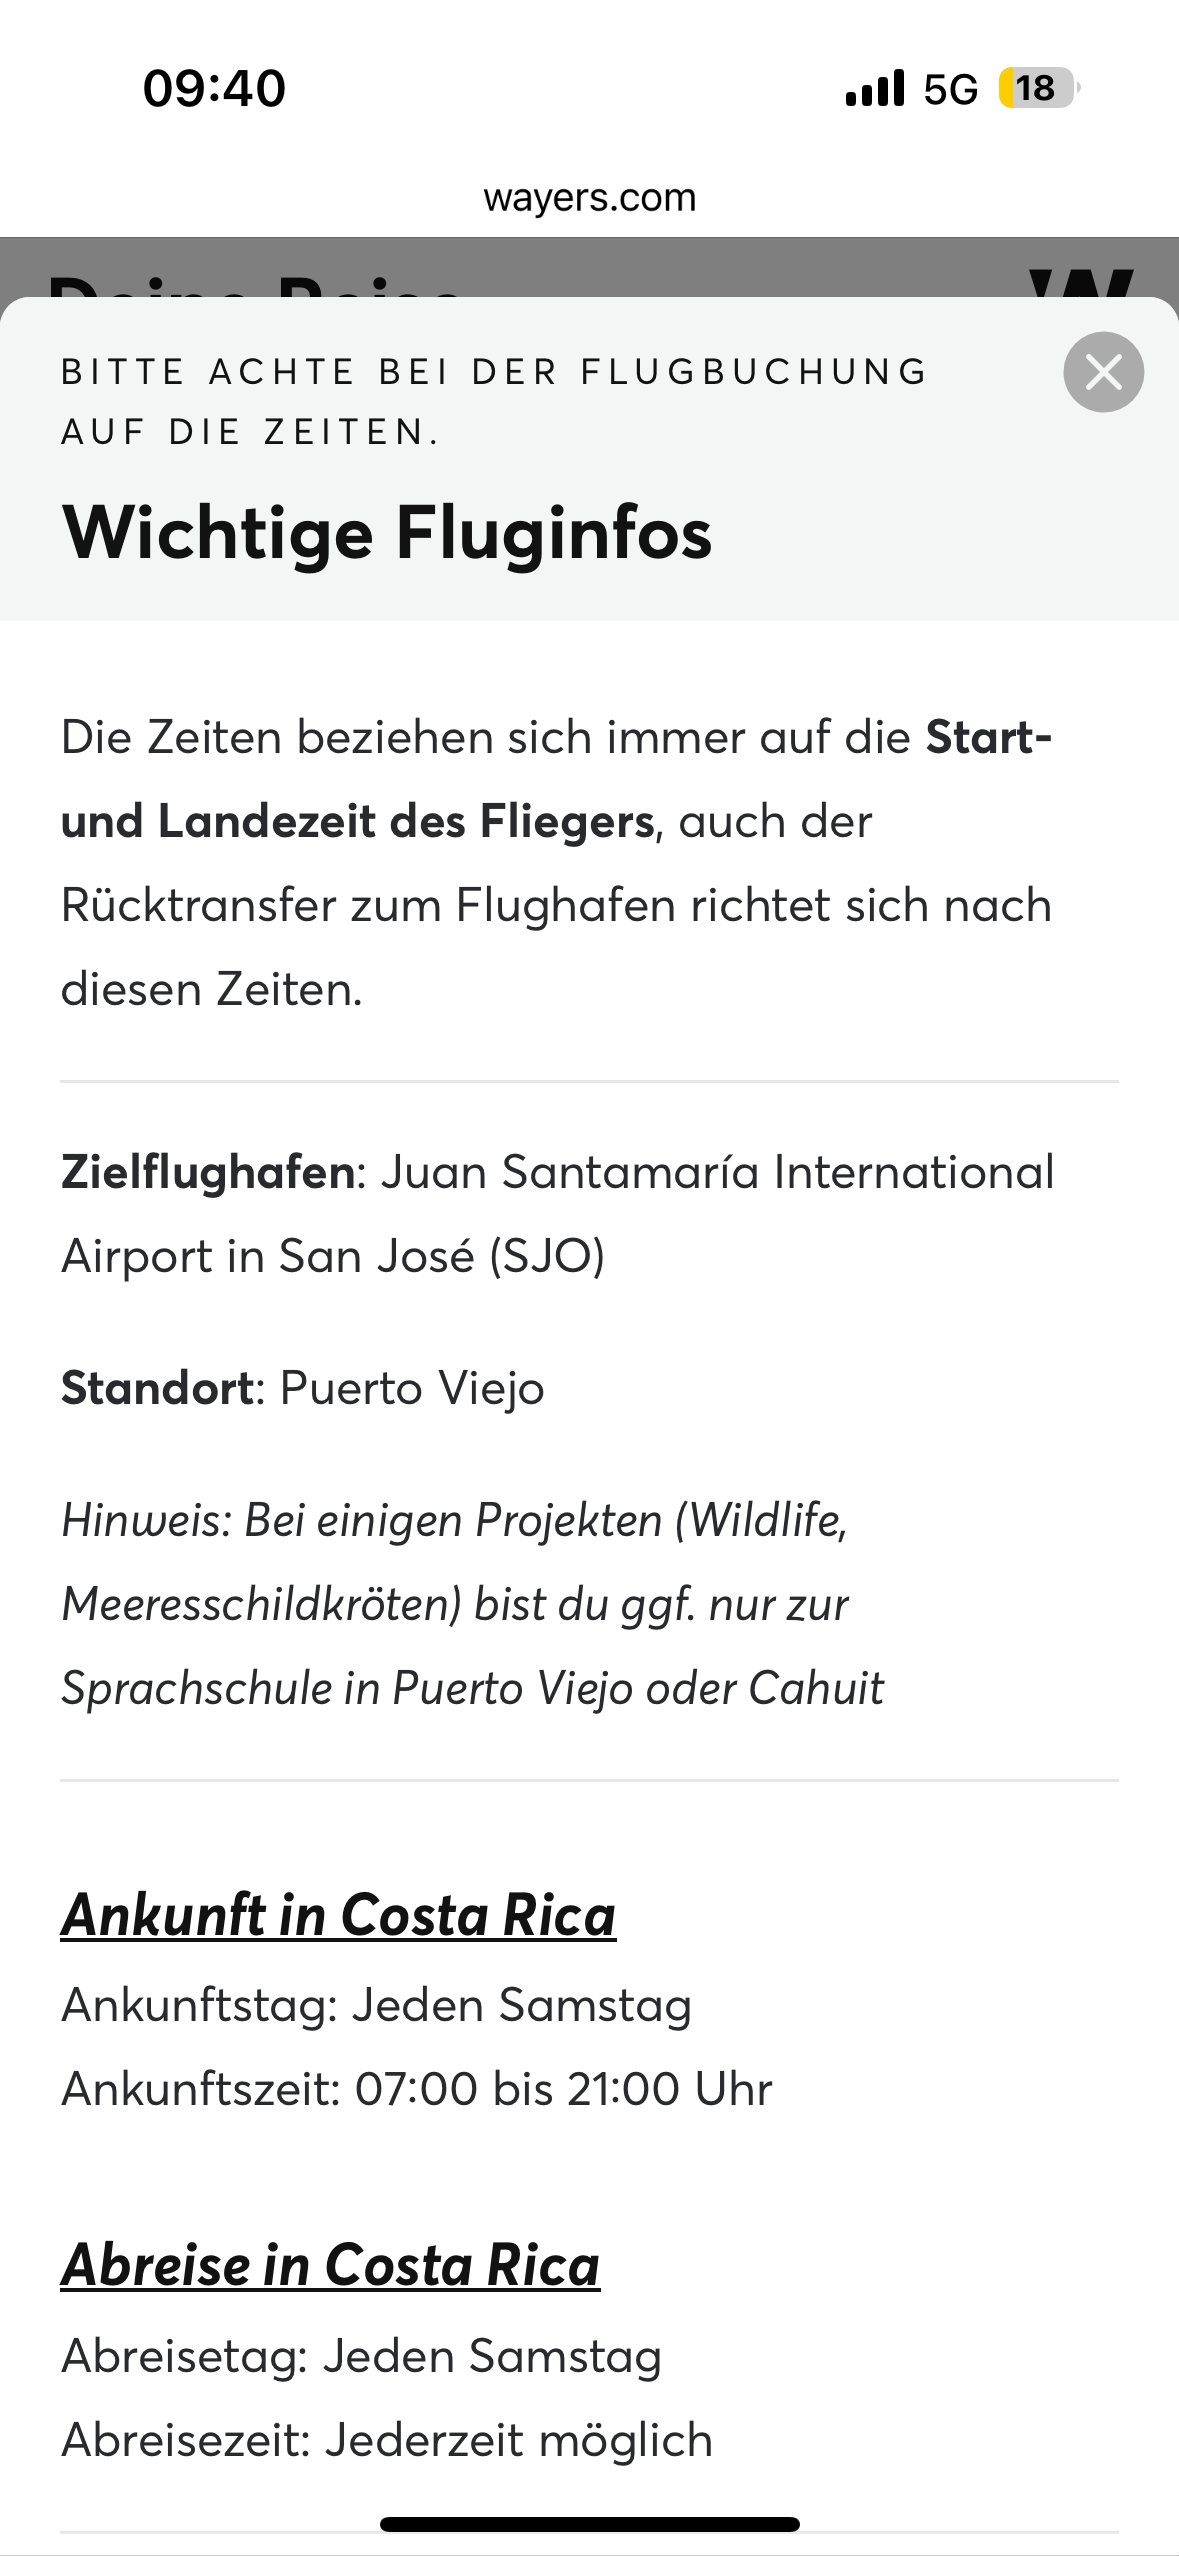 09:40
5G
18
wayers.com
Deine Reise
W
BITTE ACHTE BEI DER FLUGBUCHUNG
AUF DIE ZEITEN.
Wichtige Fluginfos
Die Zeiten beziehen sich immer auf die Start-
und Landezeit des Fliegers, auch der
Rücktransfer zum Flughafen richtet sich nach
diesen Zeiten.
Zielflughafen: Juan Santamaría International
Airport in San José (SJO)
Standort: Puerto Viejo
Hinweis: Bei einigen Projekten (Wildlife,
Meeresschildkröten) bist du ggf. nur zur
Sprachschule in Puerto Viejo oder Cahuit
Ankunft in Costa Rica
Ankunftstag: Jeden Samstag
Ankunftszeit: 07:00 bis 21:00 Uhr
Abreise in Costa Rica
Abreisetag: Jeden Samstag
Abreisezeit: Jederzeit möglich